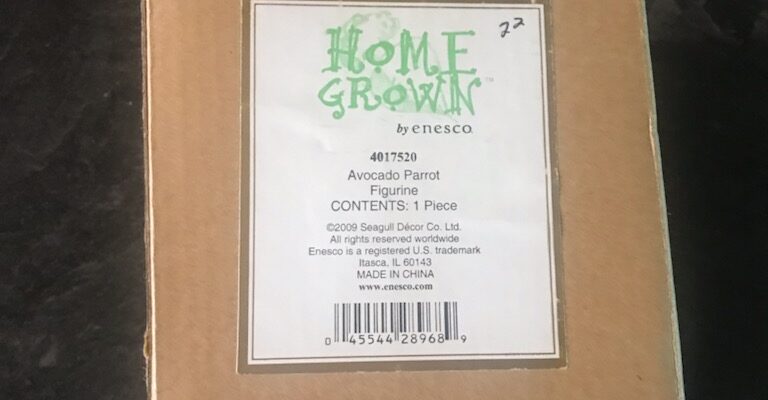 22
HOME
GROWN™
by enesco.
4017520
Avocado Parrot
Figurine
CONTENTS: 1 Piece
©2009 Seagull Décor Co. Ltd.
All rights reserved worldwide
Enesco is a registered U.S. trademark
Itasca, IL 60143
MADE IN CHINA
www.enesco.com
0 45544 28968 9